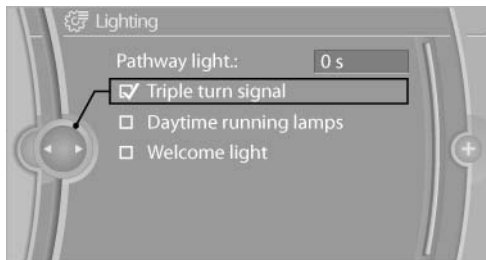 Lighting
Pathway light.: 0 s
Triple turn signal
Daytime running lamps
Welcome light